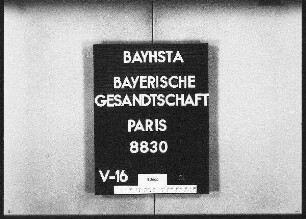 BAYHSTA
BAYERISCHE
GESANDTSCHAFT
PARIS
8830
V-16